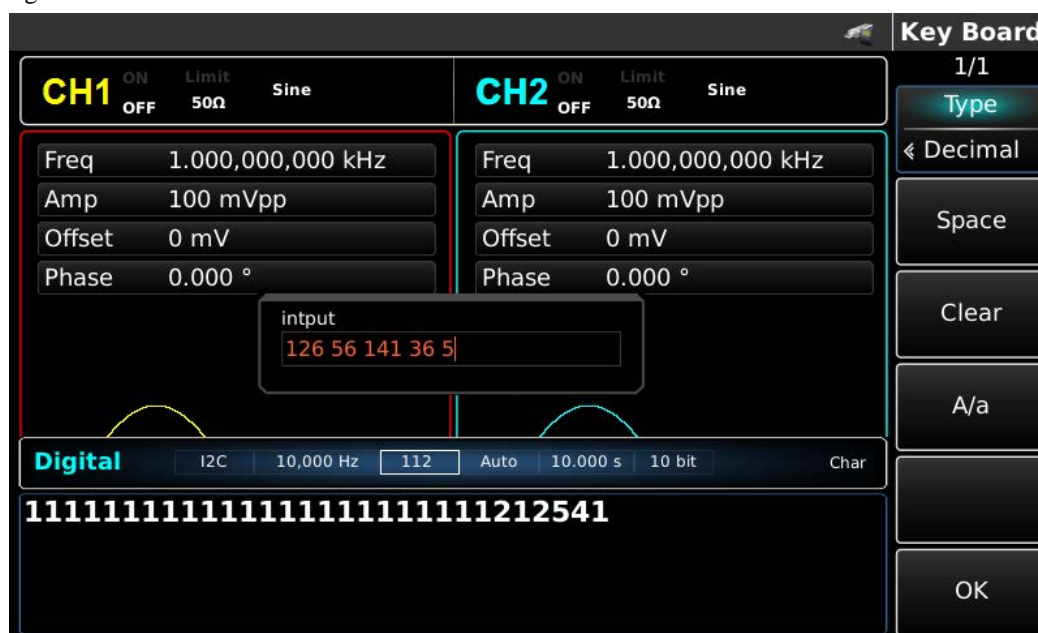 Key Board
1/1
Type
« Decimal
Space
Clear
A/a
OK
CH1 ON OFF Limit 50Ω Sine
CH2 ON OFF Limit 50Ω Sine
Freq 1.000,000,000 kHz
Amp 100 mVpp
Offset 0 mV
Phase 0.000 °
Freq 1.000,000,000 kHz
Amp 100 mVpp
Offset 0 mV
Phase 0.000 °
intput
126 56 141 36 5
Digital I2C 10,000 Hz 112 Auto 10.000 s 10 bit Char
11111111111111111111111212541